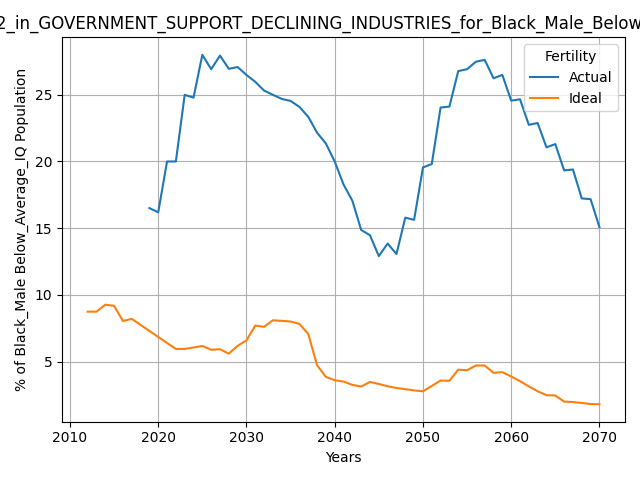 2_in_GOVERNMENT_SUPPORT_DECLINING_INDUSTRIES_for_Black_Male_Below
Fertility
Actual
Ideal
% of Black_Male Below_Average_IQ Population
25
20
15
10
5
2010 2020 2030 2040 2050 2060 2070
Years